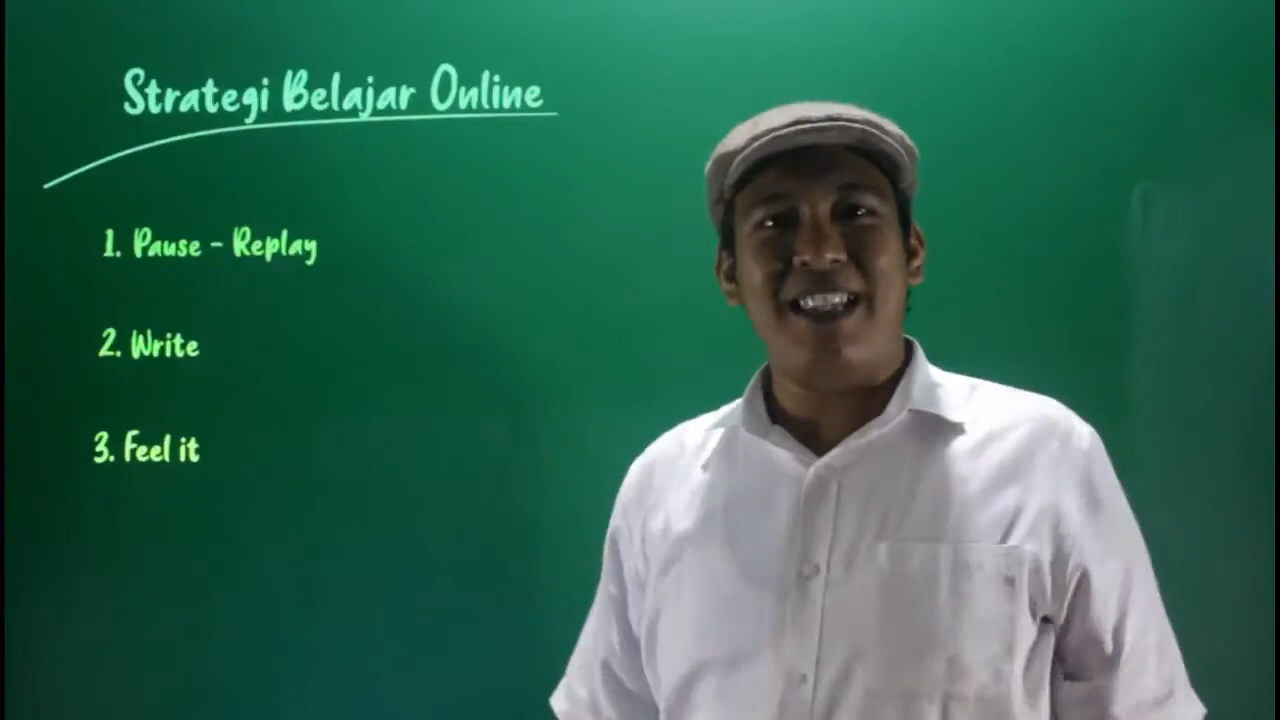 Strategi Belajar Online
1. Pause - Replay
2. Write
3. Feel it